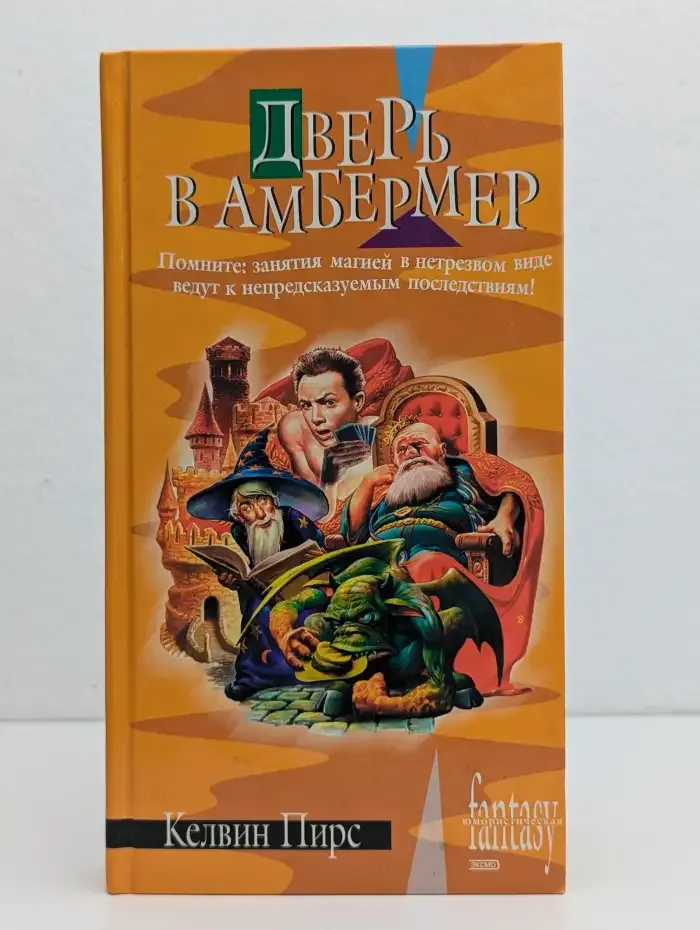 ДВЕРЬ
В АМБЕРМЕР
Помните: занятия магией в нетрезвом виде
ведут к непредсказуемым последствиям!
Келвин Пирс
fantasy
юмористическая
ЭКСМО